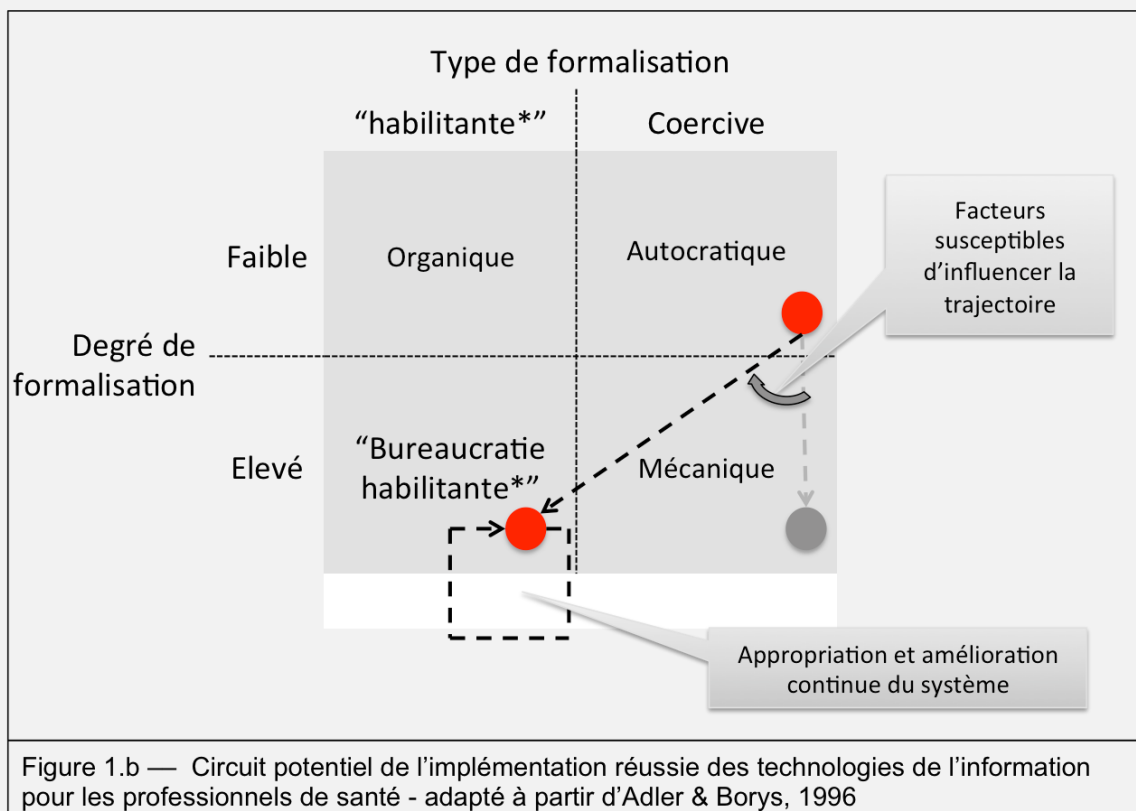 Type de formalisation
“habilitante*”
Coercive
Faible
Organique
Autocratique
Facteurs
susceptibles
d’influencer la
trajectoire
Degré de
formalisation
Elevé
“Bureaucratie
habilitante*”
Mécanique
Appropriation et amélioration
continue du système
Figure 1.b — Circuit potentiel de l’implémentation réussie des technologies de l’information
pour les professionnels de santé - adapté à partir d’Adler & Borys, 1996